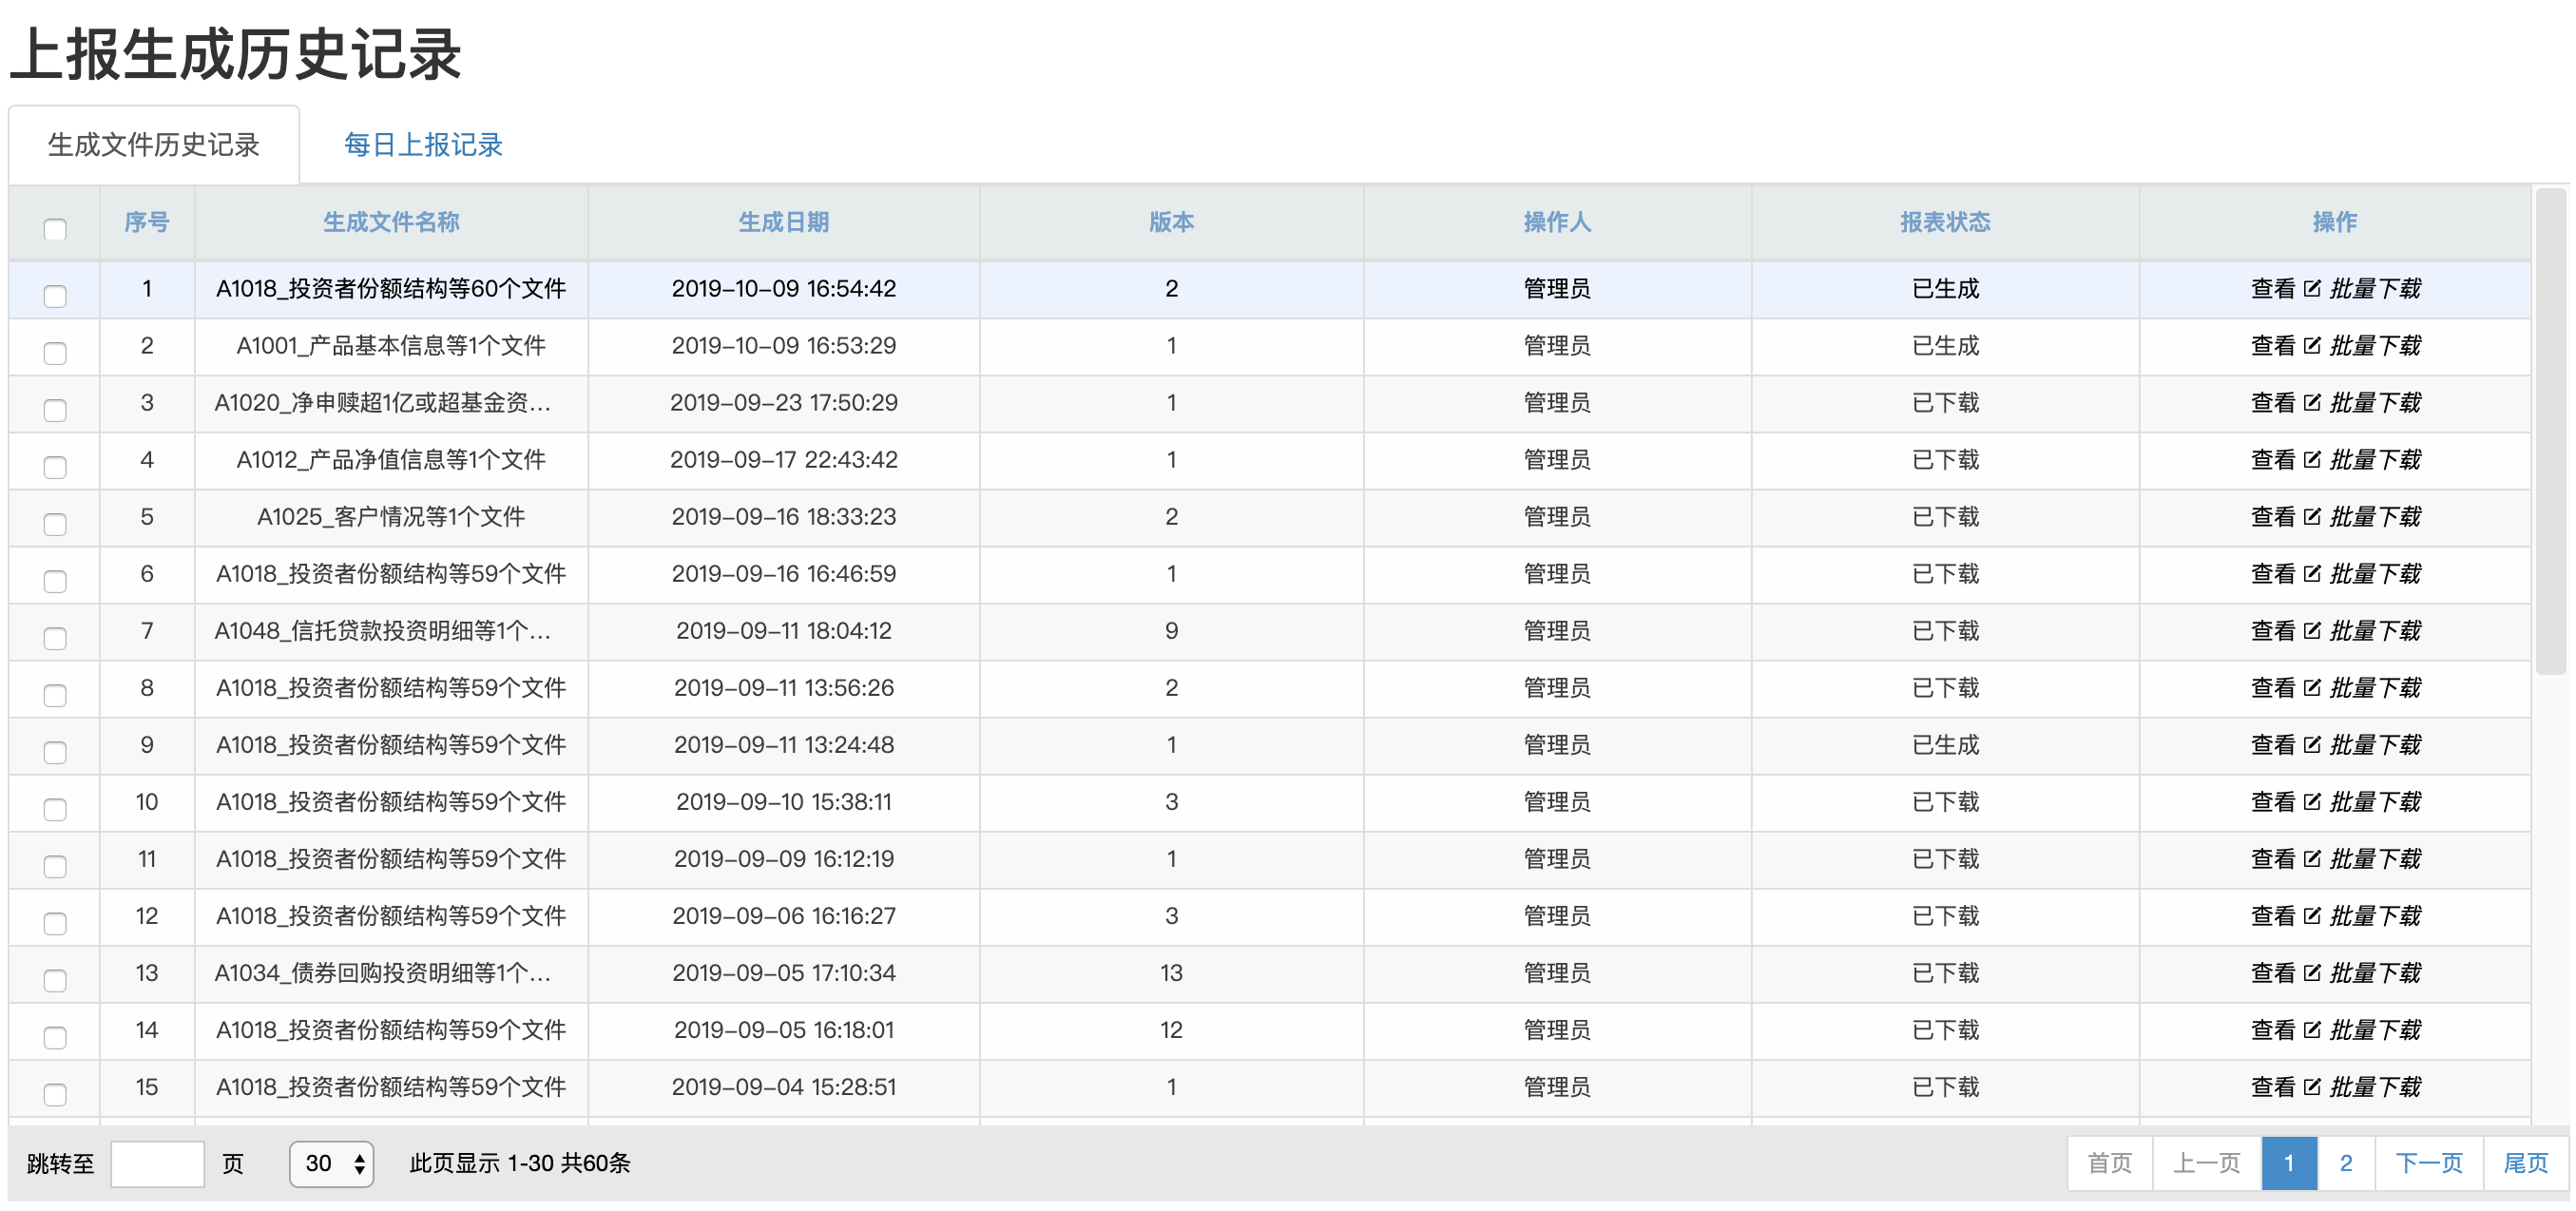 上报生成历史记录
生成文件历史记录 每日上报记录
序号 生成文件名称 生成日期 版本 操作人 报表状态 操作
1 A1018_投资者份额结构等60个文件 2019-10-09 16:54:42 2 管理员 已生成 查看 批量下载
2 A1001_产品基本信息等1个文件 2019-10-09 16:53:29 1 管理员 已生成 查看 批量下载
3 A1020_净申赎超1亿或超基金资... 2019-09-23 17:50:29 1 管理员 已下载 查看 批量下载
4 A1012_产品净值信息等1个文件 2019-09-17 22:43:42 1 管理员 已下载 查看 批量下载
5 A1025_客户情况等1个文件 2019-09-16 18:33:23 2 管理员 已下载 查看 批量下载
6 A1018_投资者份额结构等59个文件 2019-09-16 16:46:59 1 管理员 已下载 查看 批量下载
7 A1048_信托贷款投资明细等1个... 2019-09-11 18:04:12 9 管理员 已下载 查看 批量下载
8 A1018_投资者份额结构等59个文件 2019-09-11 13:56:26 2 管理员 已下载 查看 批量下载
9 A1018_投资者份额结构等59个文件 2019-09-11 13:24:48 1 管理员 已生成 查看 批量下载
10 A1018_投资者份额结构等59个文件 2019-09-10 15:38:11 3 管理员 已下载 查看 批量下载
11 A1018_投资者份额结构等59个文件 2019-09-09 16:12:19 1 管理员 已下载 查看 批量下载
12 A1018_投资者份额结构等59个文件 2019-09-06 16:16:27 3 管理员 已下载 查看 批量下载
13 A1034_债券回购投资明细等1个... 2019-09-05 17:10:34 13 管理员 已下载 查看 批量下载
14 A1018_投资者份额结构等59个文件 2019-09-05 16:18:01 12 管理员 已下载 查看 批量下载
15 A1018_投资者份额结构等59个文件 2019-09-04 15:28:51 1 管理员 已下载 查看 批量下载
跳转至 页 30 此页显示 1-30 共60条 首页 上一页 1 2 下一页 尾页